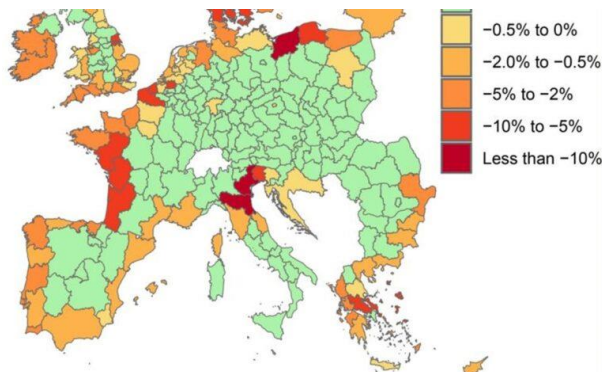 −0.5% to 0%
−2.0% to −0.5%
−5% to −2%
−10% to −5%
Less than −10%